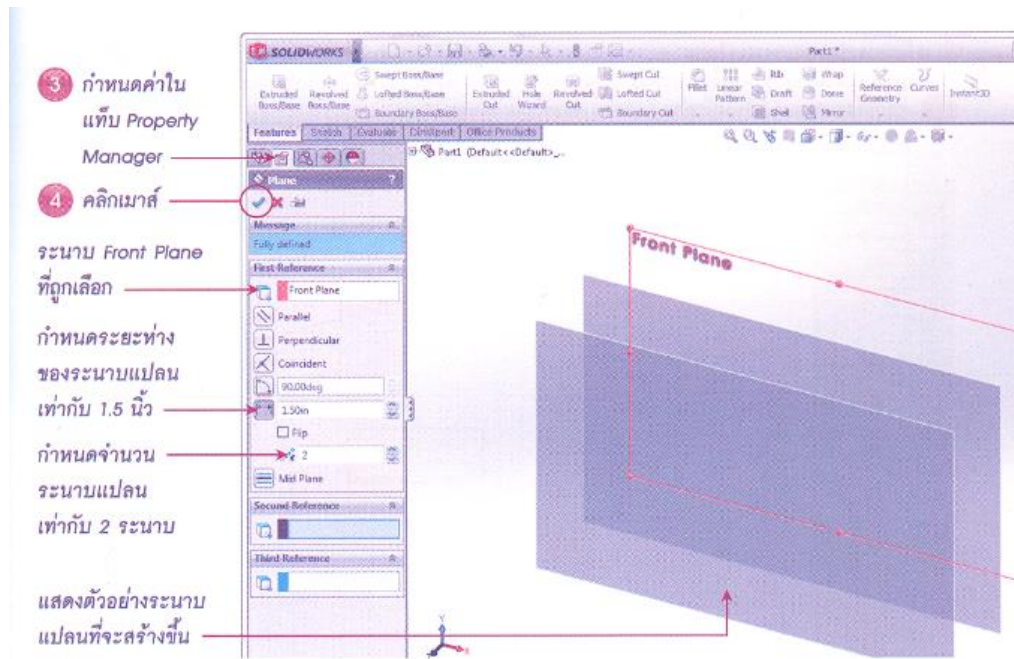 3 กำหนดค่าใน
แท็บ Property
Manager
4 คลิกเมาส์
ระนาบ Front Plane
ที่ถูกเลือก
กำหนดระยะห่าง
ของระนาบแปลน
เท่ากับ 1.5 นิ้ว
กำหนดจำนวน
ระนาบแปลน
เท่ากับ 2 ระนาบ
แสดงตัวอย่างระนาบ
แปลนที่จะสร้างขึ้น
SOLIDWORKS
Part1 *
Extruded Boss/Base
Revolved Boss/Base
Swept Boss/Base
Lofted Boss/Base
Boundary Boss/Base
Extruded Cut
Hole Wizard
Revolved Cut
Swept Cut
Lofted Cut
Boundary Cut
Fillet
Linear Pattern
Rib
Draft
Shell
Wrap
Dome
Mirror
Reference Geometry
Curves
Instant3D
Features
Sketch
Evaluate
DimXpert
Office Products
Part1 (Default<<Default>_...
Plane
?
Message
Fully defined
First Reference
Front Plane
Parallel
Perpendicular
Coincident
90.00deg
1.50in
Flip
2
Mid Plane
Second Reference
Third Reference
Front Plane
Y